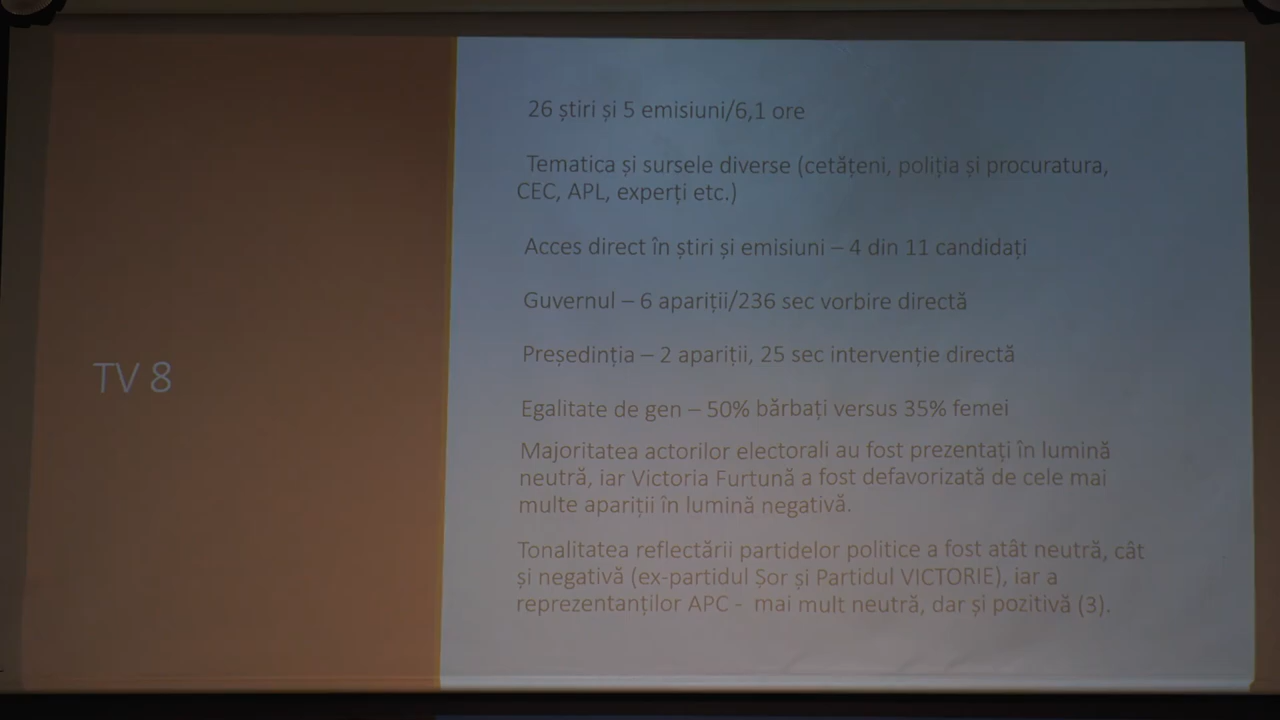 TV 8
26 știri și 5 emisiuni/6,1 ore
Tematica și sursele diverse (cetățeni, poliția și procuratura,
CEC, APL, experți etc.)
Acces direct în știri și emisiuni – 4 din 11 candidați
Guvernul – 6 apariții/236 sec vorbire directă
Președinția – 2 apariții, 25 sec intervenție directă
Egalitate de gen – 50% bărbați versus 35% femei
Majoritatea actorilor electorali au fost prezentați în lumină
neutră, iar Victoria Furtună a fost defavorizată de cele mai
multe apariții în lumină negativă.
Tonalitatea reflectării partidelor politice a fost atât neutră, cât
și negativă (ex-partidul Șor și Partidul VICTORIE), iar a
reprezentanților APC - mai mult neutră, dar și pozitivă (3).